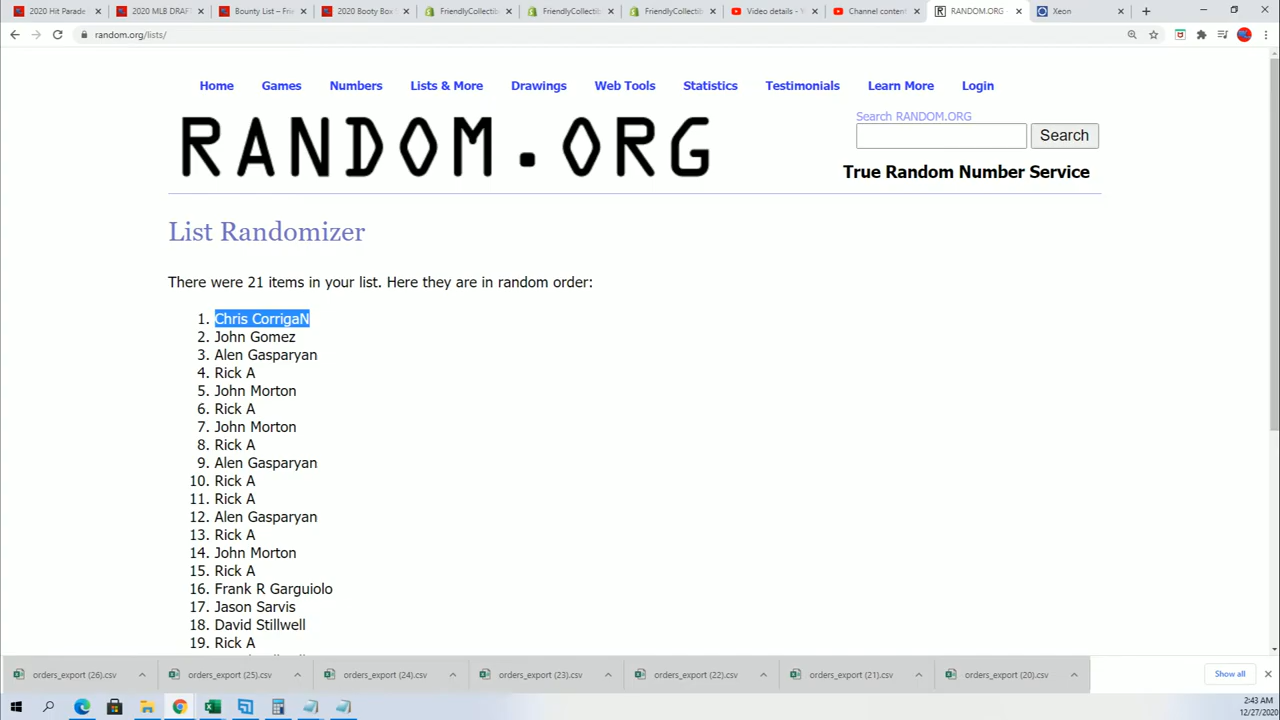 2020 Hit Parade
2020 MLB DRAFT
Bounty List – Frie
2020 Booty Box
FriendlyCollectib
FriendlyCollectib
FriendlyCollectib
Video details - Y
Channel content
RANDOM.ORG
Xeon
random.org/lists/
Home Games Numbers Lists & More Drawings Web Tools Statistics Testimonials Learn More Login
RANDOM.ORG
Search RANDOM.ORG
Search
True Random Number Service
List Randomizer
There were 21 items in your list. Here they are in random order:
1. Chris CorrigaN
2. John Gomez
3. Alen Gasparyan
4. Rick A
5. John Morton
6. Rick A
7. John Morton
8. Rick A
9. Alen Gasparyan
10. Rick A
11. Rick A
12. Alen Gasparyan
13. Rick A
14. John Morton
15. Rick A
16. Frank R Garguiolo
17. Jason Sarvis
18. David Stillwell
19. Rick A
orders_export (26).csv
orders_export (25).csv
orders_export (24).csv
orders_export (23).csv
orders_export (22).csv
orders_export (21).csv
orders_export (20).csv
Show all
2:43 AM
12/27/2020